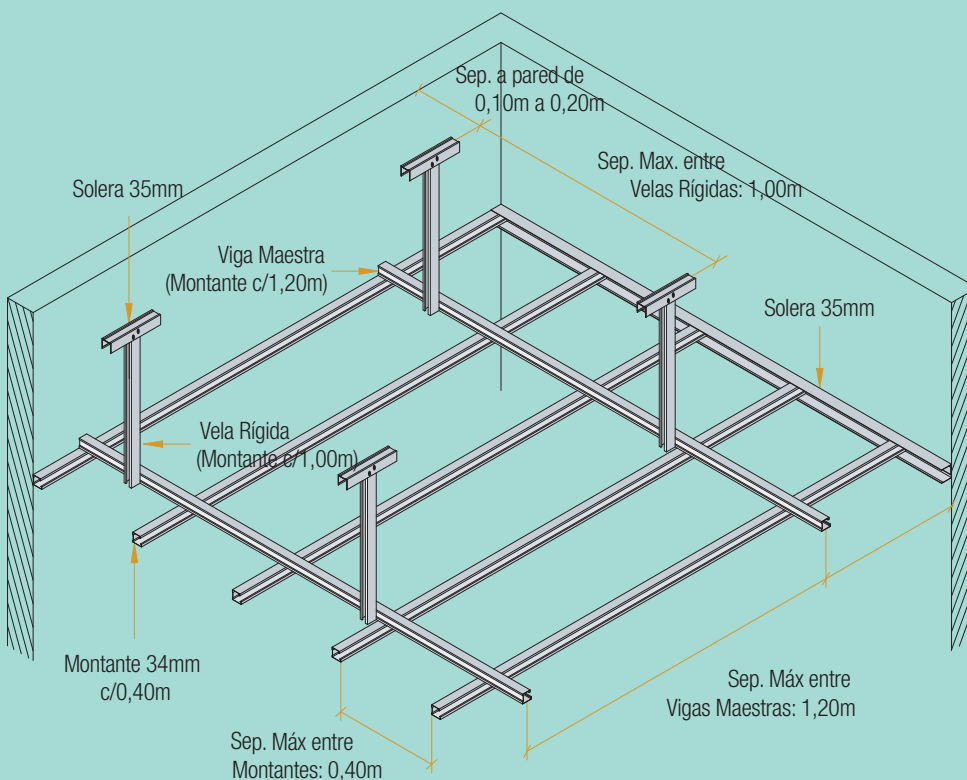 Sep. a pared de
0,10m a 0,20m
Sep. Max. entre
Velas Rígidas: 1,00m
Solera 35mm
Viga Maestra
(Montante c/1,20m)
Solera 35mm
Vela Rígida
(Montante c/1,00m)
Montante 34mm
c/0,40m
Sep. Máx entre
Vigas Maestras: 1,20m
Sep. Máx entre
Montantes: 0,40m